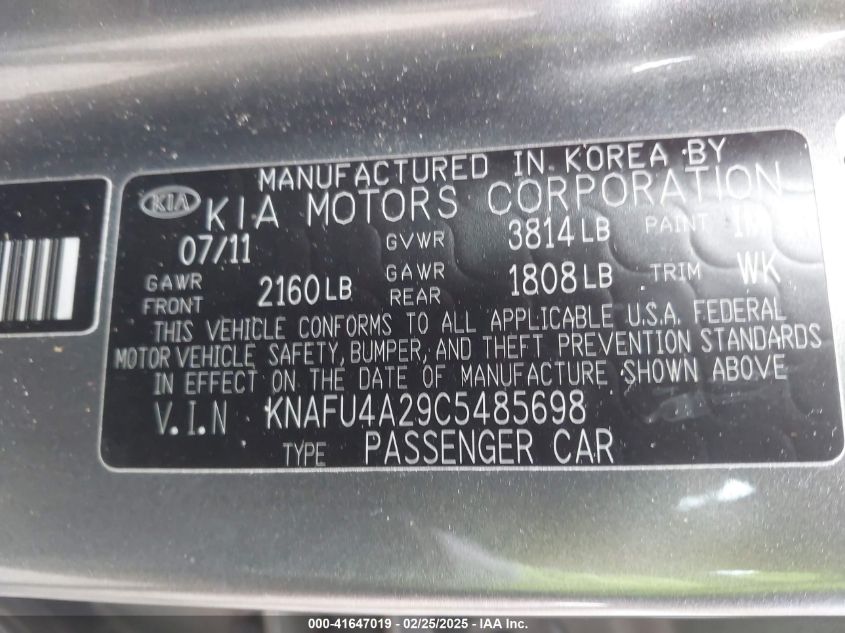 MANUFACTURED IN KOREA BY
KIA KIA MOTORS CORPORATION
07/11 GVWR 3814 LB PAINT
GAWR FRONT 2160 LB GAWR REAR 1808 LB TRIM WK
THIS VEHICLE CONFORMS TO ALL APPLICABLE U.S.A. FEDERAL
MOTOR VEHICLE SAFETY, BUMPER, AND THEFT PREVENTION STANDARDS
IN EFFECT ON THE DATE OF MANUFACTURE SHOWN ABOVE
V.I.N KNAFU4A29C5485698
TYPE PASSENGER CAR
000-41647019 - 02/25/2025 - IAA Inc.